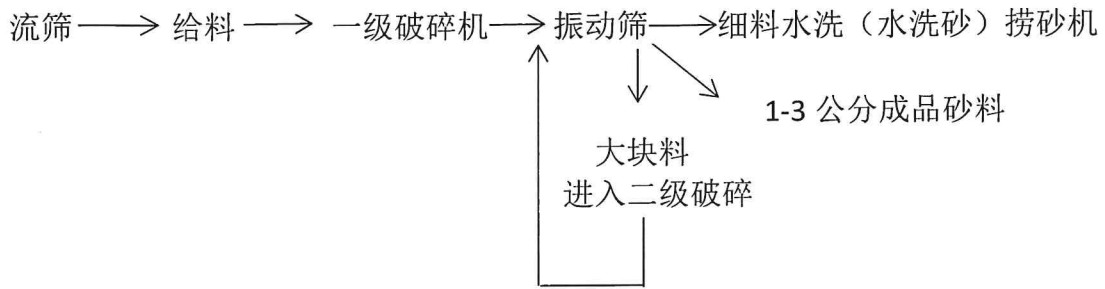 流筛 给料 一级破碎机 振动筛 细料水洗（水洗砂）捞砂机
1-3 公分成品砂料
大块料
进入二级破碎